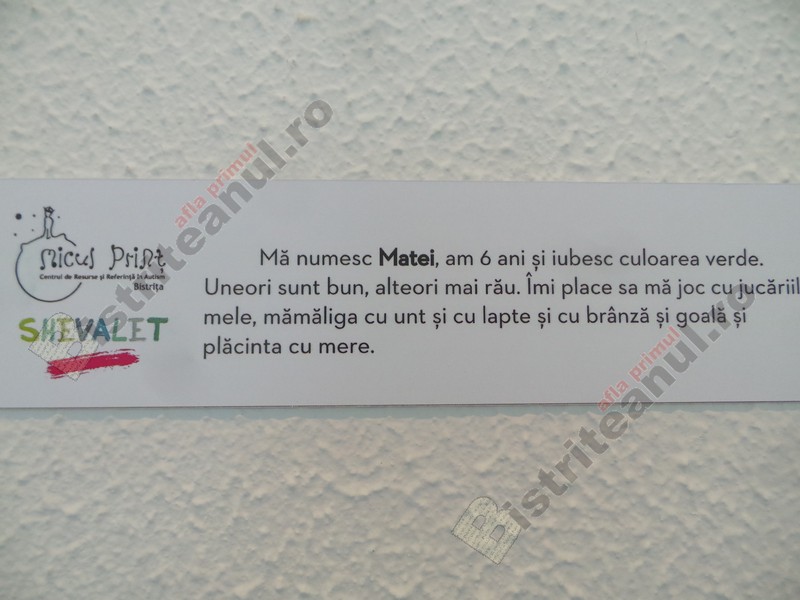 Micul Prinț
Centrul de Resurse și Referință în Autism
Bistrița
SHEVALET
Mă numesc Matei, am 6 ani și iubesc culoarea verde.
Uneori sunt bun, alteori mai rău. Îmi place sa mă joc cu jucăriil
mele, mămăliga cu unt și cu lapte și cu brânză și goală și
plăcinta cu mere.
afla primul
Bistriteanul.ro
afla primul
Bistriteanul.ro